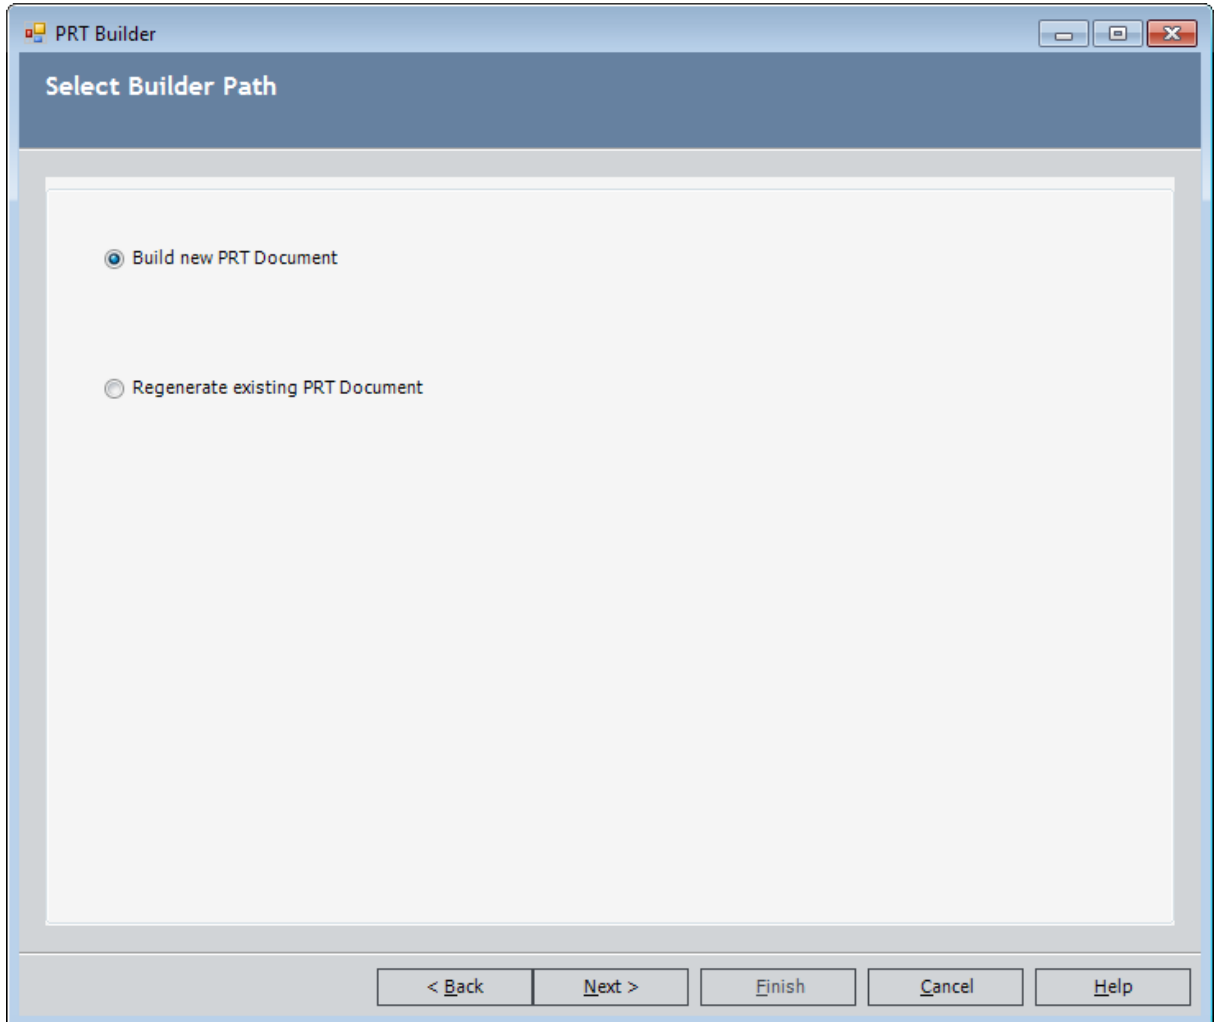 PRT Builder
Select Builder Path
Build new PRT Document
Regenerate existing PRT Document
< Back Next > Finish Cancel Help